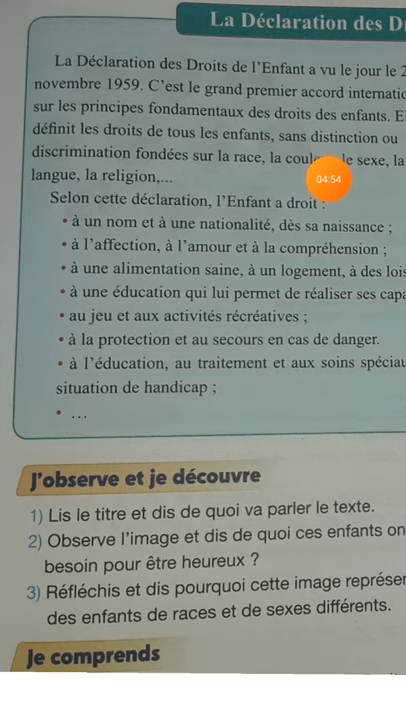 La Déclaration des
La Déclaration des Droits de l'Enfant a vu le jour le 2
novembre 1959. C'est le grand premier accord
sur les principes fondamentaux des droits des enfants.
définit les droits de tous les enfants, sans distinction ou
discrimination fondées sur la race, la le sexe, la
langue, la religion,...
04:54
Selon cette déclaration, l'Enfant a droit :
• à un nom et à une nationalité, dès sa naissance ;
• à l'affection, à l'amour et à la compréhension ;
• à une alimentation saine, à un logement, à des
• à une éducation qui lui permet de réaliser ses
• au jeu et aux activités récréatives ;
• à la protection et au secours en cas de danger.
• à l'éducation, au traitement et aux soins
situation de handicap ;
• ...
J'observe et je découvre
1) Lis le titre et dis de quoi va parler le texte.
2) Observe l'image et dis de quoi ces enfants
besoin pour être heureux ?
3) Réfléchis et dis pourquoi cette image
des enfants de races et de sexes différents.
Je comprends